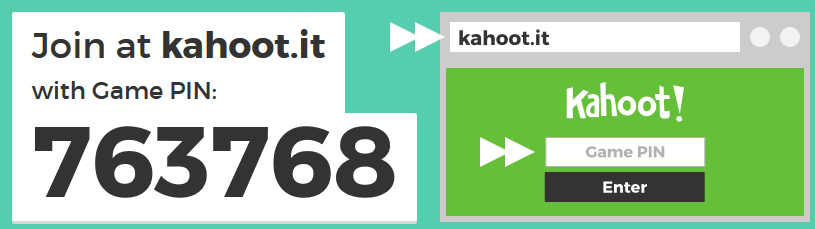 Join at kahoot.it
with Game PIN:
763768
kahoot.it
Kahoot!
Game PIN
Enter